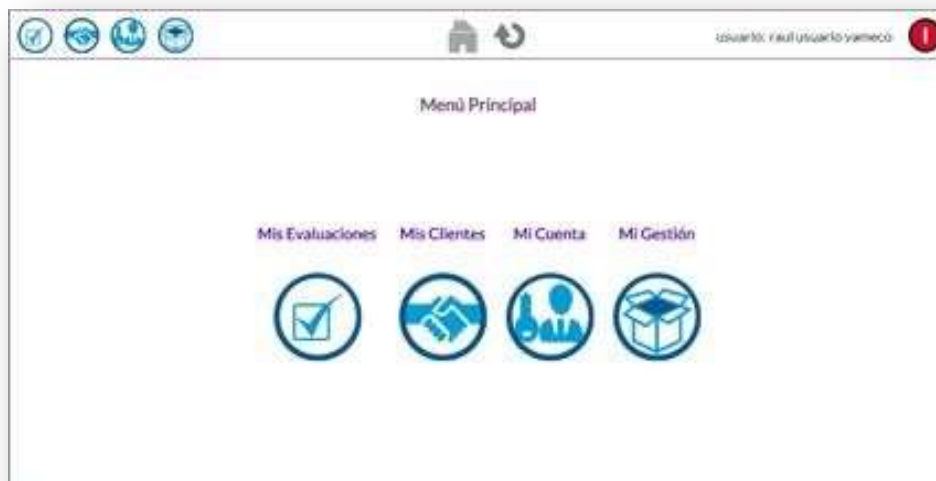 usuario: raul usuario yameco
Menú Principal
Mis Evaluaciones Mis Clientes Mi Cuenta Mi Gestión